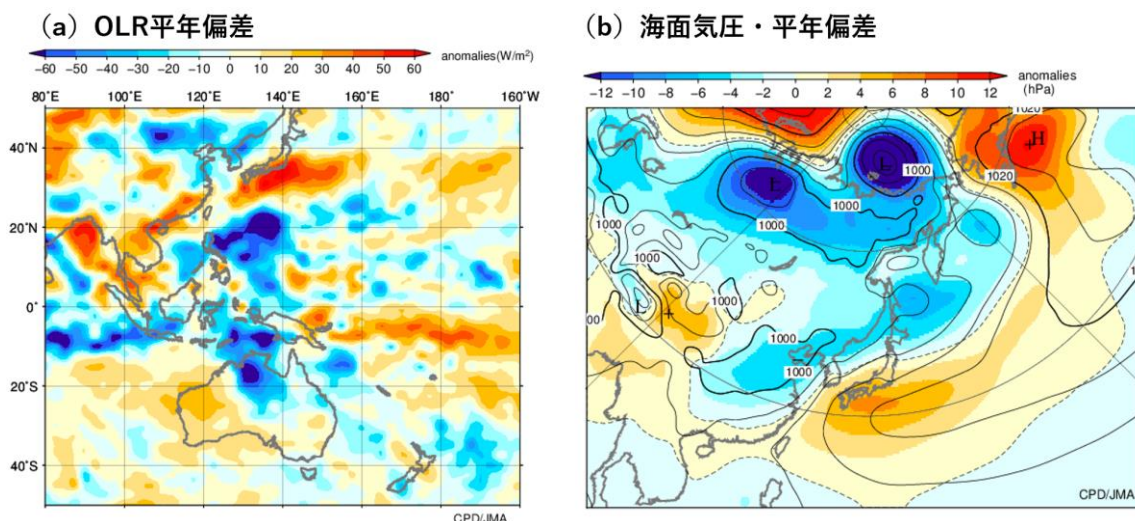 (a) OLR平年偏差
anomalies(W/m²)
-60 -50 -40 -30 -20 -10 0 10 20 30 40 50 60
80°E 100°E 120°E 140°E 160°E 180° 160°W
40°N
20°N
0°
20°S
40°S
CPD/JMA
(b) 海面気圧・平年偏差
anomalies
(hPa)
-12 -10 -8 -6 -4 -2 0 2 4 6 8 10 12
1020
H
1000
L
L
1020
1000
1000
1000
1000
L
1000
1000
1000
CPD/JMA